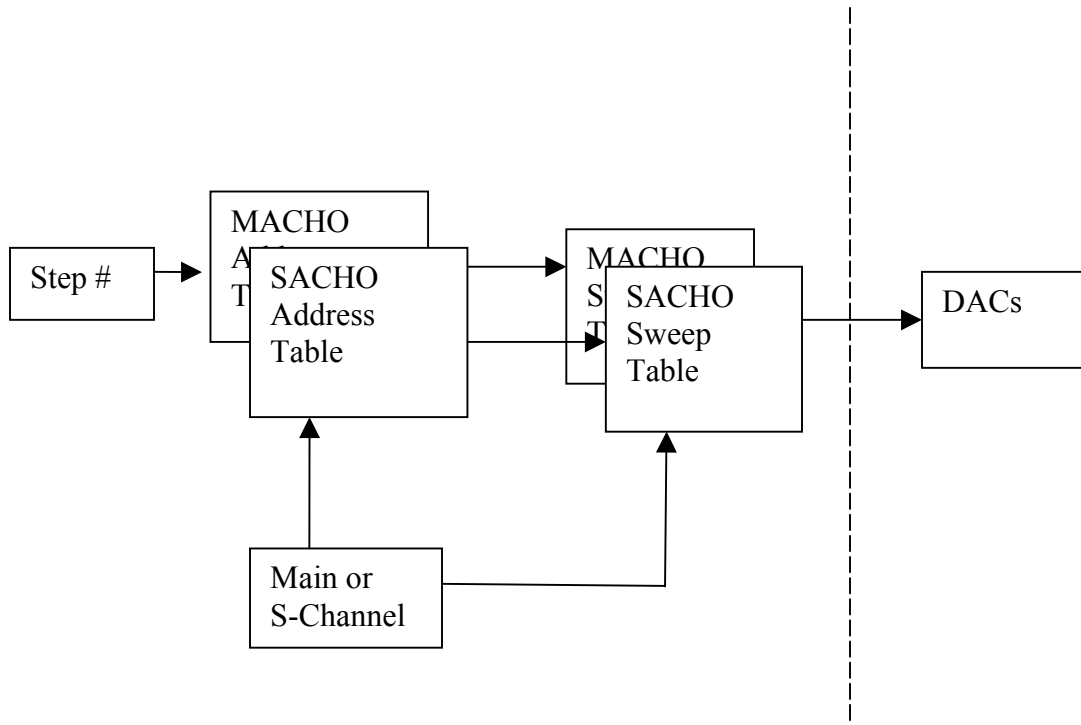 Step #
MACHO
SACHO
Address
Table
MACHO
SACHO
Sweep
Table
DACs
Main or
S-Channel